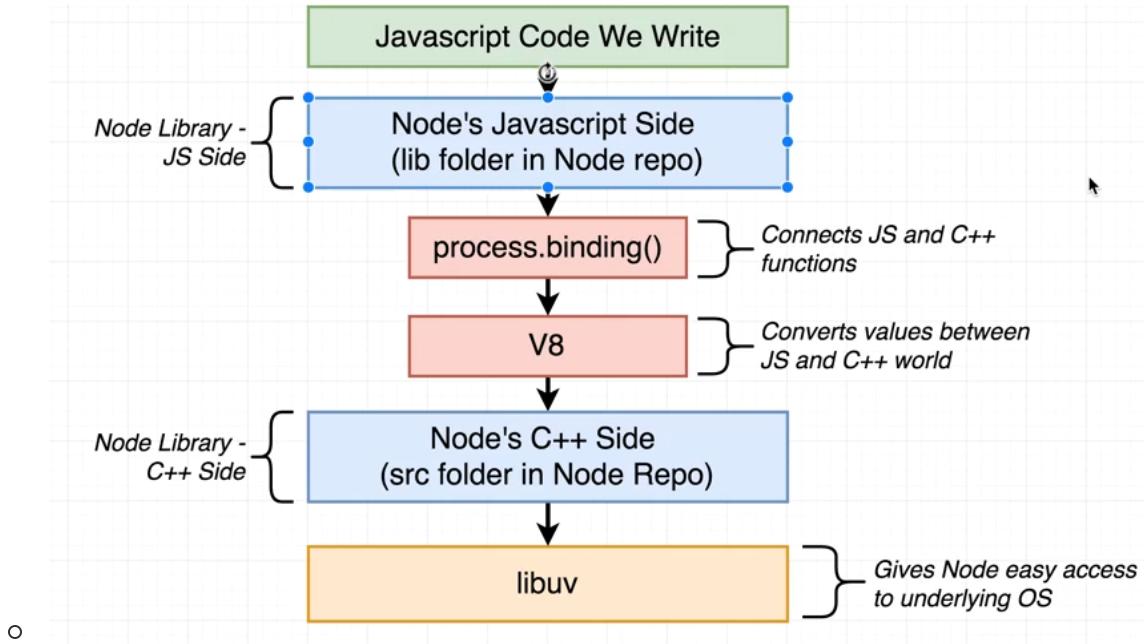 Javascript Code We Write
Node Library -
JS Side
Node's Javascript Side
(lib folder in Node repo)
process.binding()
Connects JS and C++
functions
V8
Converts values between
JS and C++ world
Node Library -
C++ Side
Node's C++ Side
(src folder in Node Repo)
libuv
Gives Node easy access
to underlying OS